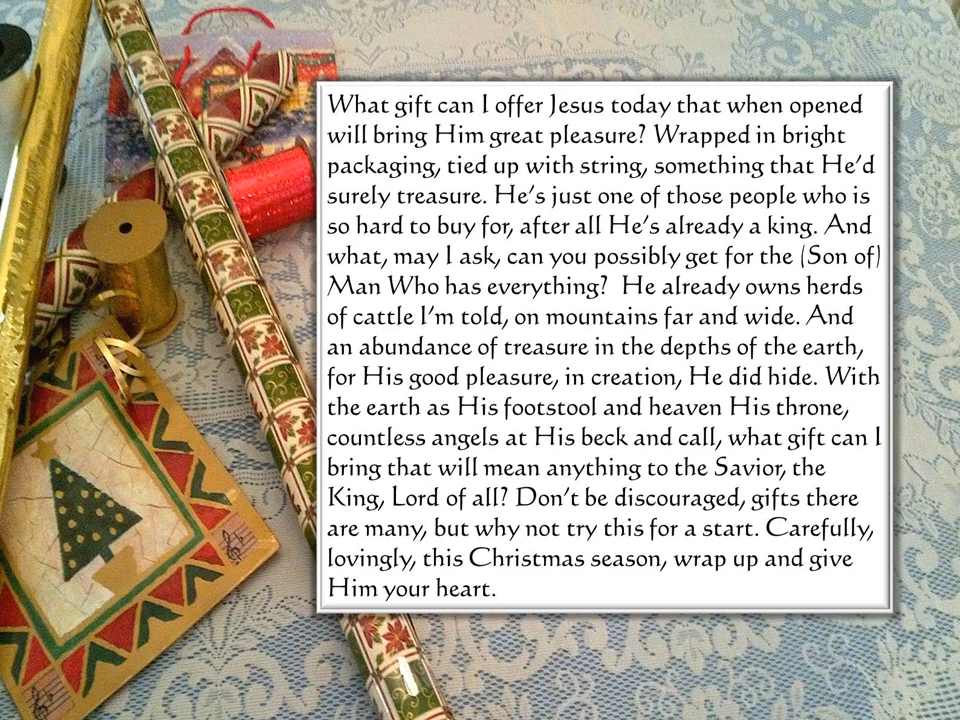 What gift can I offer Jesus today that when opened
will bring Him great pleasure? Wrapped in bright
packaging, tied up with string, something that He'd
surely treasure. He's just one of those people who is
so hard to buy for, after all He's already a king. And
what, may I ask, can you possibly get for the (Son of)
Man Who has everything?  He already owns herds
of cattle I'm told, on mountains far and wide. And
an abundance of treasure in the depths of the earth,
for His good pleasure, in creation, He did hide. With
the earth as His footstool and heaven His throne,
countless angels at His beck and call, what gift can I
bring that will mean anything to the Savior, the
King, Lord of all? Don't be discouraged, gifts there
are many, but why not try this for a start. Carefully,
lovingly, this Christmas season, wrap up and give
Him your heart.